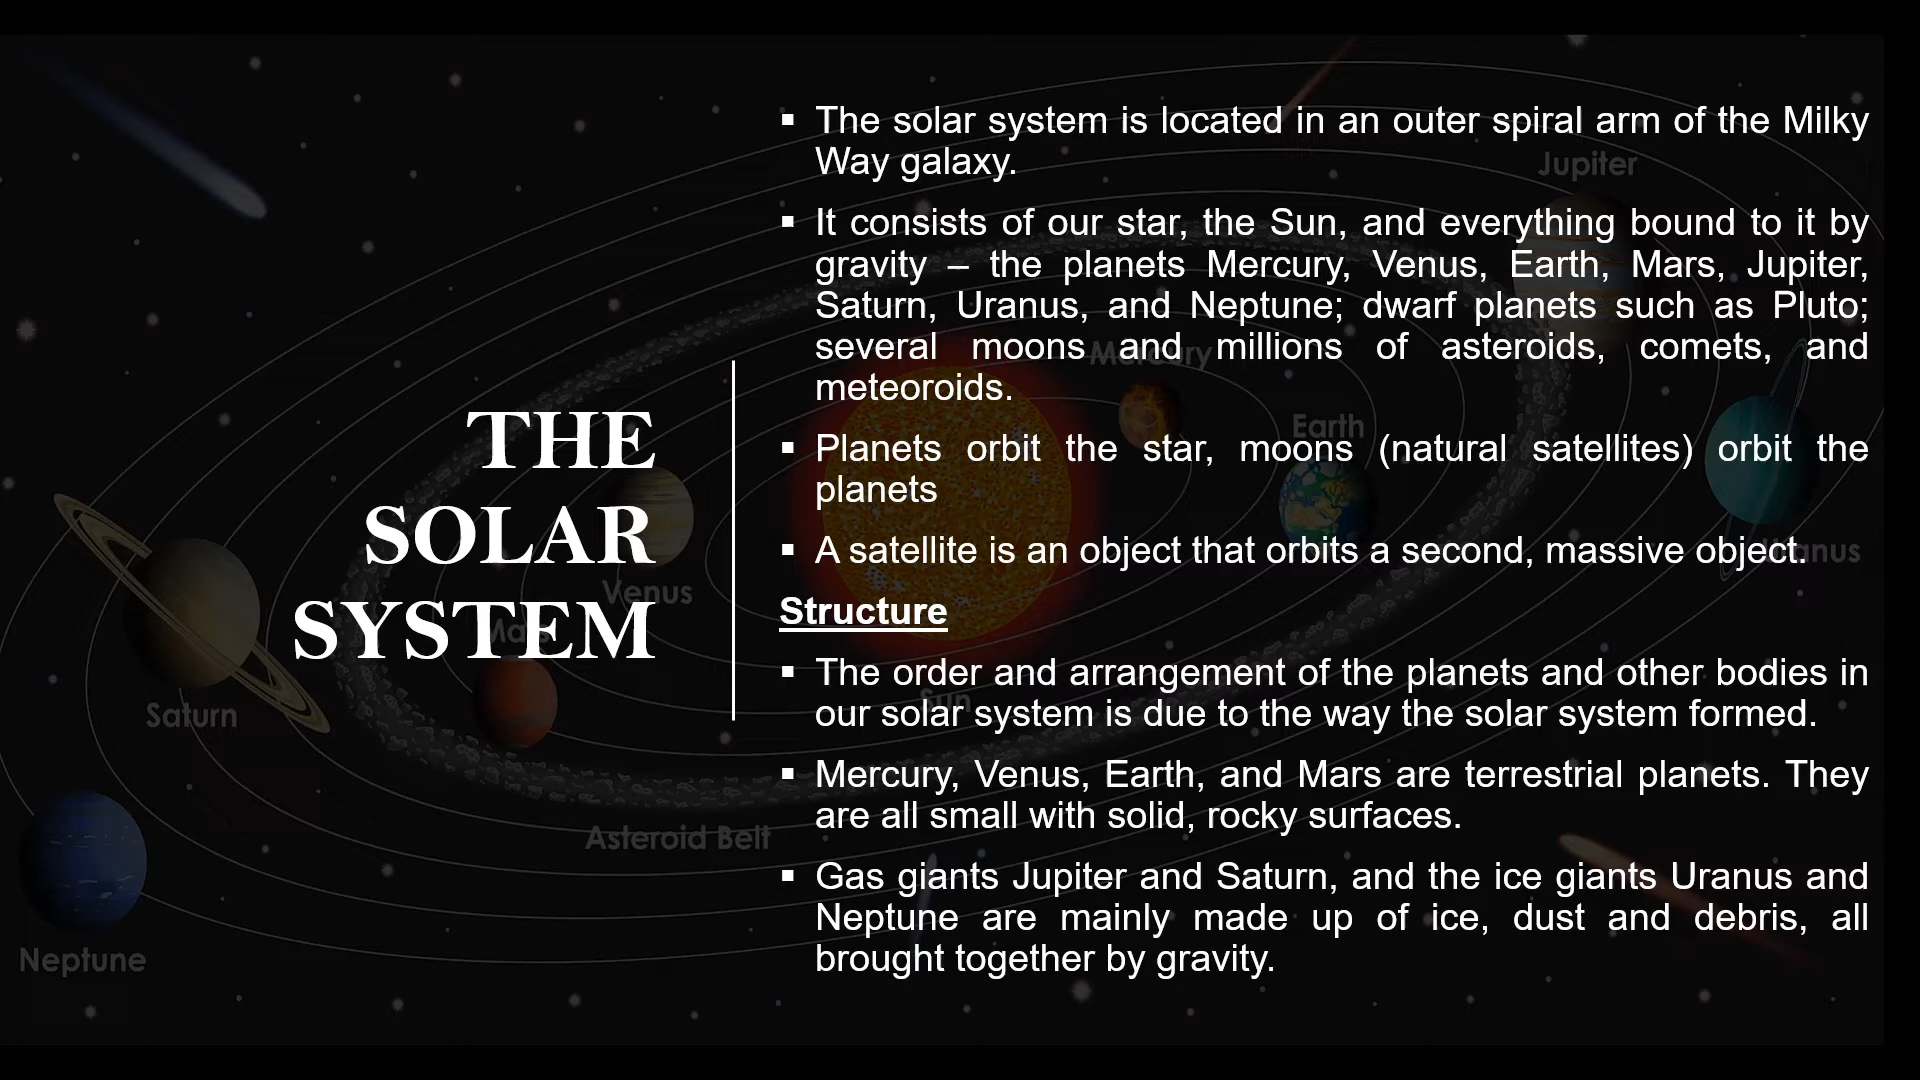 THE
SOLAR
SYSTEM
▪ The solar system is located in an outer spiral arm of the Milky
Way galaxy.
▪ It consists of our star, the Sun, and everything bound to it by
gravity – the planets Mercury, Venus, Earth, Mars, Jupiter,
Saturn, Uranus, and Neptune; dwarf planets such as Pluto;
several moons and millions of asteroids, comets, and
meteoroids.
▪ Planets orbit the star, moons (natural satellites) orbit the
planets
▪ A satellite is an object that orbits a second, massive object.
Structure
▪ The order and arrangement of the planets and other bodies in
our solar system is due to the way the solar system formed.
▪ Mercury, Venus, Earth, and Mars are terrestrial planets. They
are all small with solid, rocky surfaces.
▪ Gas giants Jupiter and Saturn, and the ice giants Uranus and
Neptune are mainly made up of ice, dust and debris, all
brought together by gravity.
Jupiter
Mercury
Earth
Uranus
Venus
Mars
Sun
Saturn
Asteroid Belt
Neptune